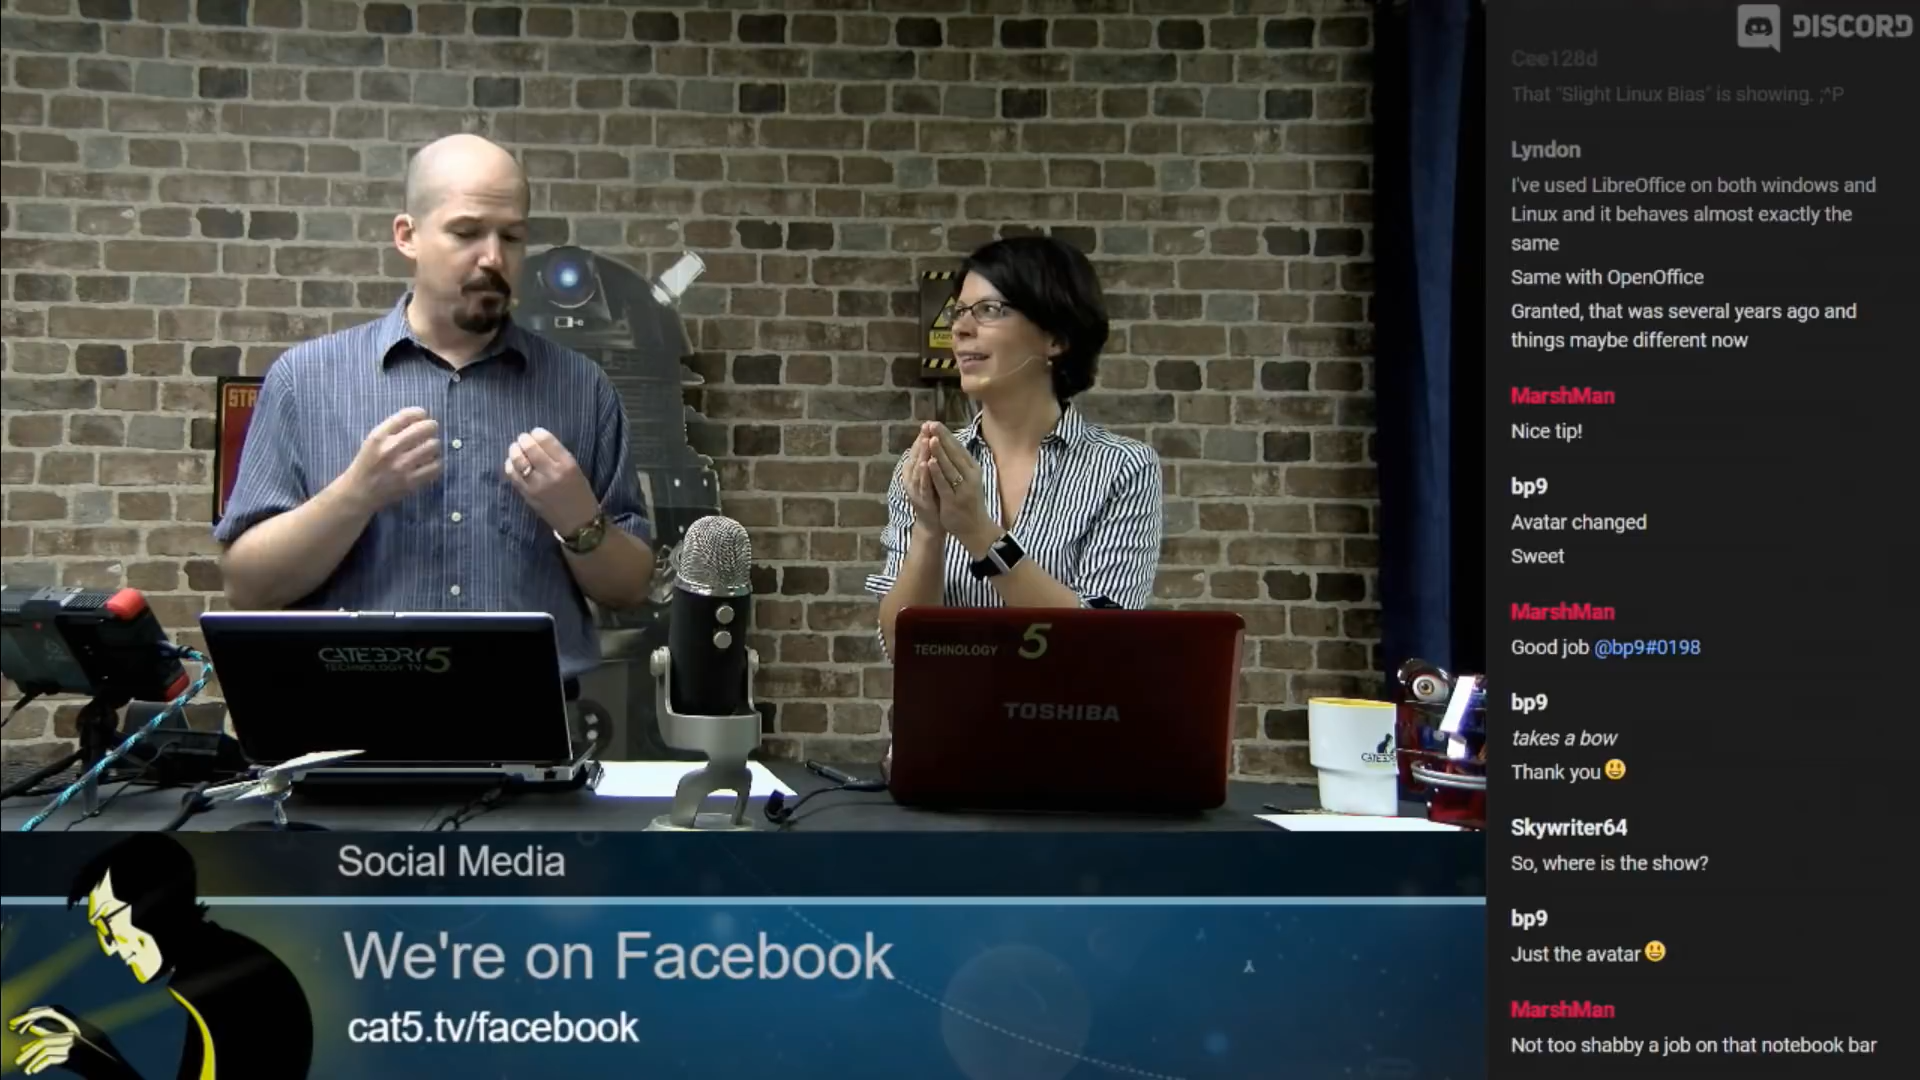 DISCORD
Cee128d
That "Slight Linux Bias" is showing. ;^P
Lyndon
I've used LibreOffice on both windows and
Linux and it behaves almost exactly the
same
Same with OpenOffice
Granted, that was several years ago and
things maybe different now
MarshMan
Nice tip!
bp9
Avatar changed
Sweet
MarshMan
Good job @bp9#0198
bp9
takes a bow
Thank you
Skywriter64
So, where is the show?
bp9
Just the avatar
MarshMan
Not too shabby a job on that notebook bar
STA
CATEGORY 5
TECHNOLOGY TV
TECHNOLOGY 5
TOSHIBA
Social Media
We're on Facebook
cat5.tv/facebook